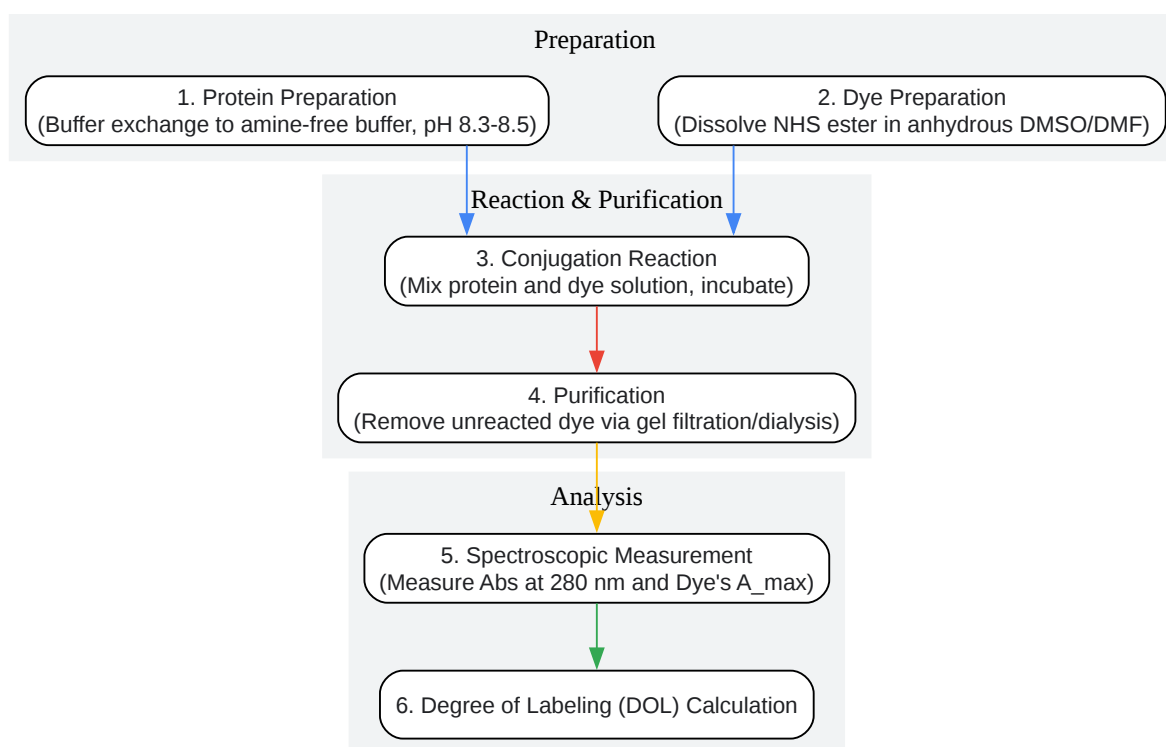 Preparation
1. Protein Preparation
(Buffer exchange to amine-free buffer, pH 8.3-8.5)
2. Dye Preparation
(Dissolve NHS ester in anhydrous DMSO/DMF)
Reaction & Purification
3. Conjugation Reaction
(Mix protein and dye solution, incubate)
4. Purification
(Remove unreacted dye via gel filtration/dialysis)
Analysis
5. Spectroscopic Measurement
(Measure Abs at 280 nm and Dye's A_max)
6. Degree of Labeling (DOL) Calculation